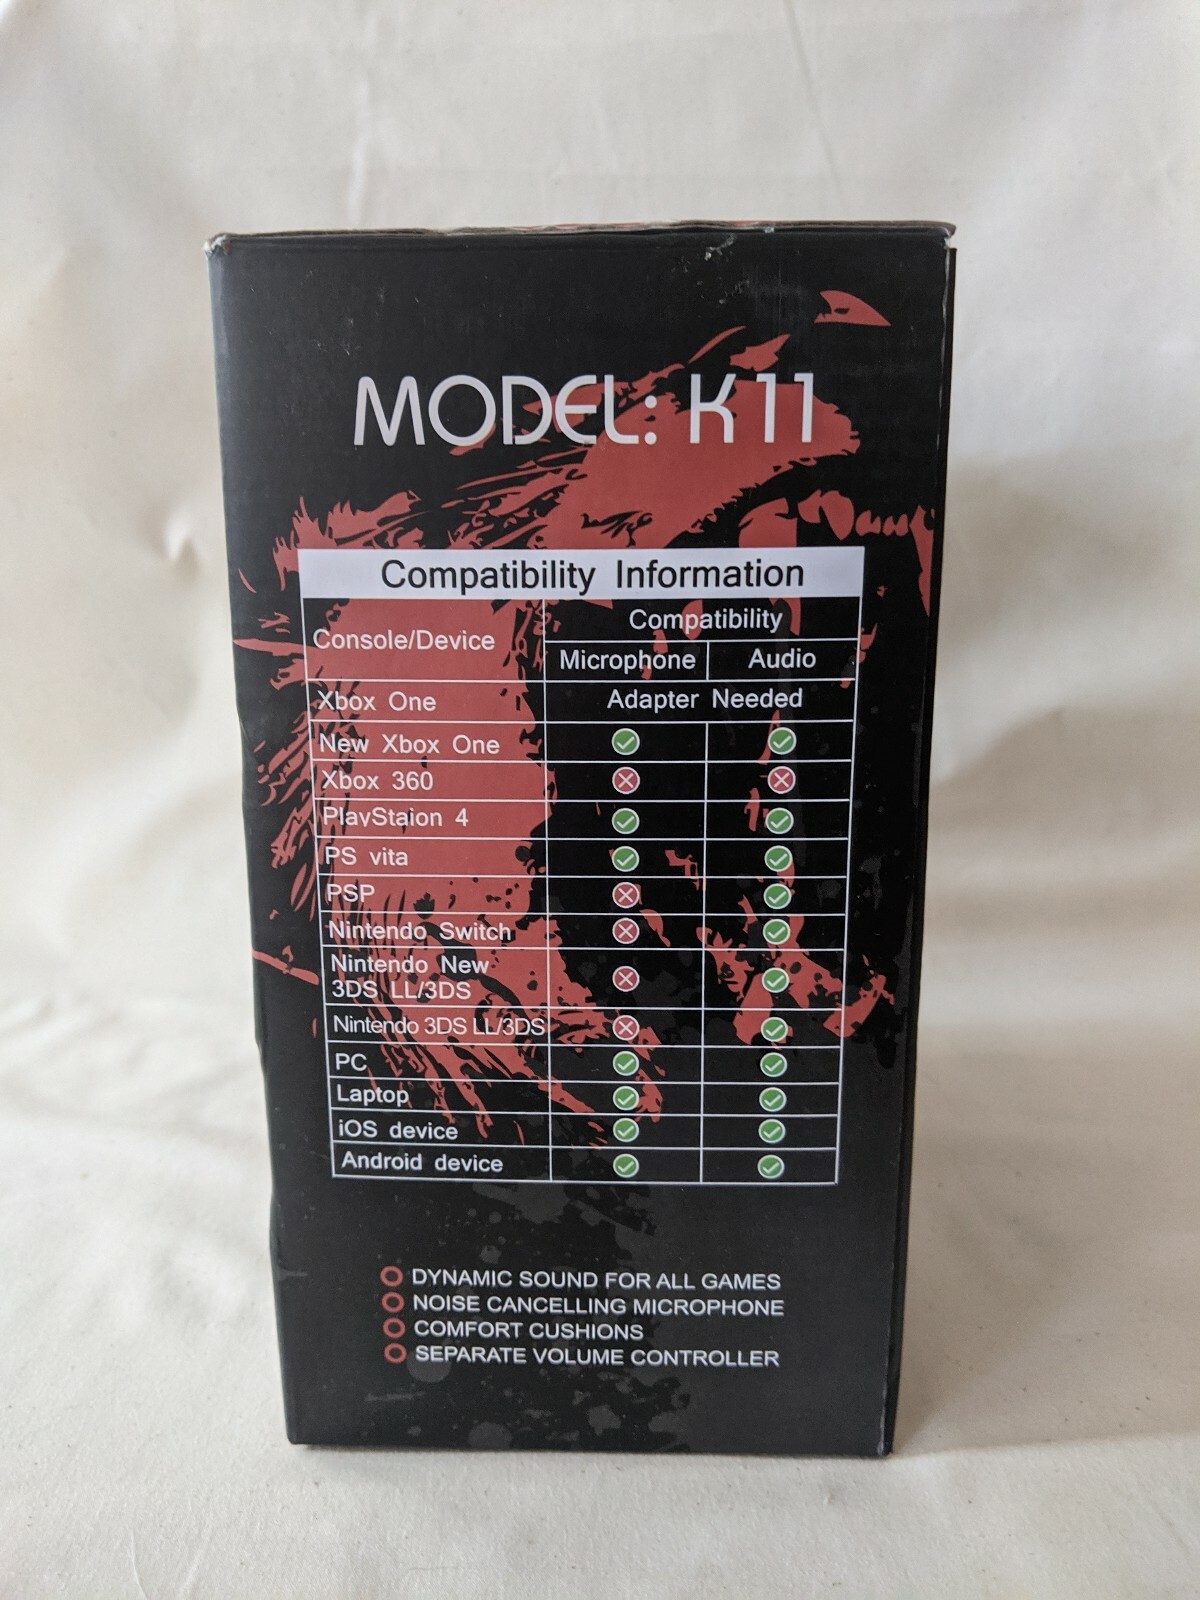 MODEL: K11
Compatibility Information
Console/Device
Compatibility
Microphone Audio
Xbox One Adapter Needed
New Xbox One
Xbox 360
PlayStaion 4
PS vita
PSP
Nintendo Switch
Nintendo New
3DS LL/3DS
Nintendo 3DS LL/3DS
PC
Laptop
iOS device
Android device
DYNAMIC SOUND FOR ALL GAMES
NOISE CANCELLING MICROPHONE
COMFORT CUSHIONS
SEPARATE VOLUME CONTROLLER